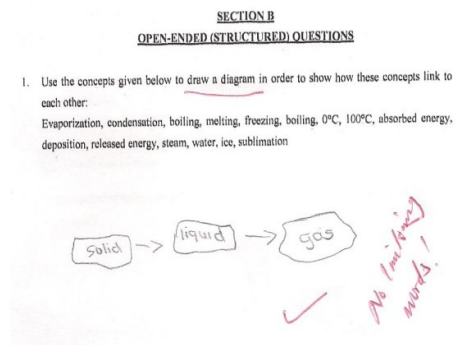 SECTION B
OPEN-ENDED (STRUCTURED) QUESTIONS
1. Use the concepts given below to draw a diagram in order to show how these concepts link to
each other:
Evaporization, condensation, boiling, melting, freezing, boiling, 0°C, 100°C, absorbed energy,
deposition, released energy, steam, water, ice, sublimation
Solid
liquid
gas
No linking
words!